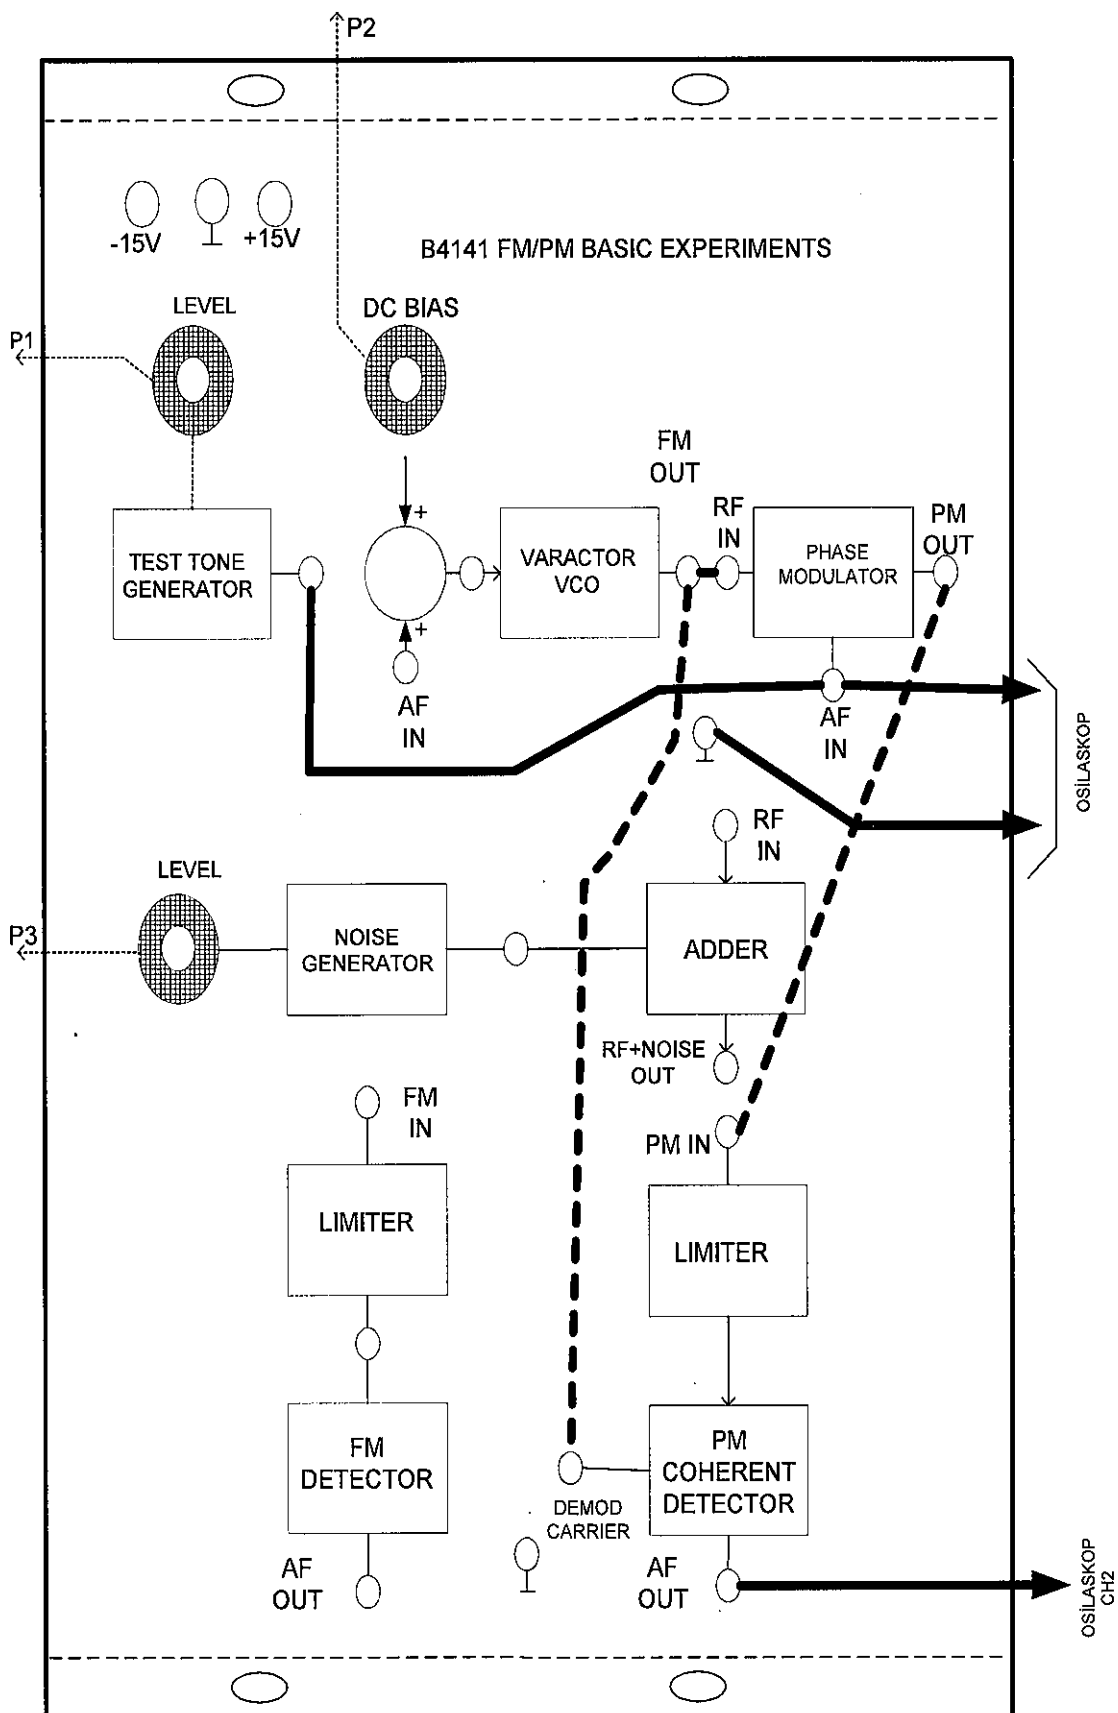 P2
-15V
+15V
B4141 FM/PM BASIC EXPERIMENTS
LEVEL
DC BIAS
P1
FM
OUT
RF
IN
PM
OUT
+
TEST TONE
GENERATOR
VARACTOR
VCO
PHASE
MODULATOR
+
AF
IN
AF
IN
OSİLASKOP
RF
IN
LEVEL
P3
NOISE
GENERATOR
ADDER
RF+NOISE
OUT
FM
IN
PM IN
LIMITER
LIMITER
FM
DETECTOR
PM
COHERENT
DETECTOR
DEMOD
CARRIER
AF
OUT
AF
OUT
OSİLASKOP
CH2